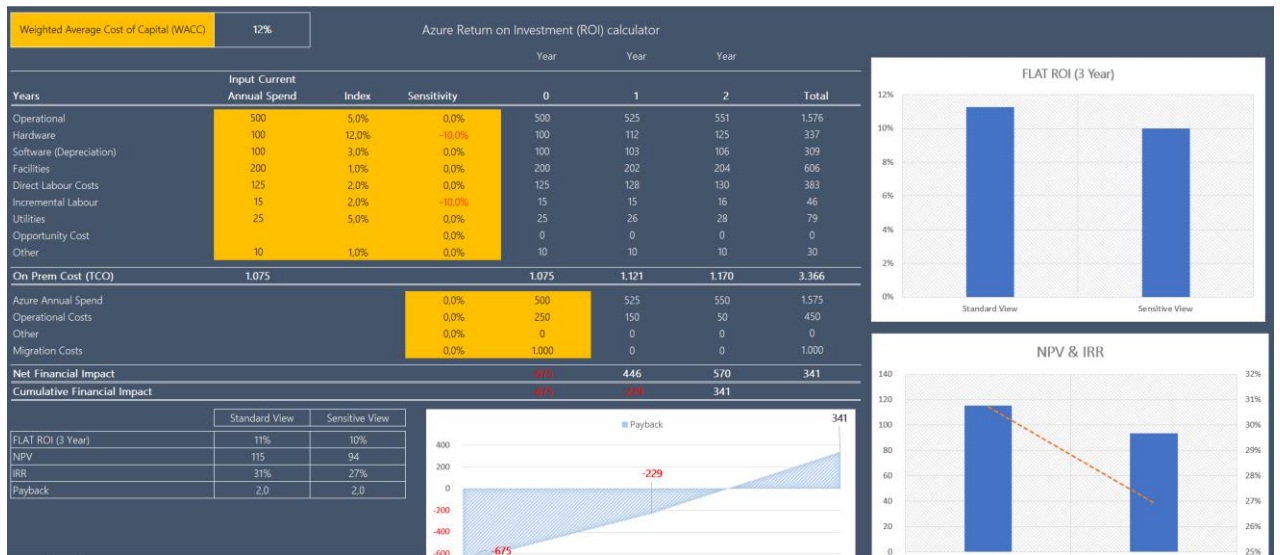 Weighted Average Cost of Capital (WACC) 12% Azure Return on Investment (ROI) calculator
Year Year Year
Input Current
Years Annual Spend Index Sensitivity 0 1 2 Total
Operational 500 5,0% 0,0% 500 525 551 1.576
Hardware 100 12,0% -10,0% 100 112 125 337
Software (Depreciation) 100 3,0% 0,0% 100 103 106 309
Facilities 200 1,0% 0,0% 200 202 204 606
Direct Labour Costs 125 2,0% 0,0% 125 128 130 383
Incremental Labour 15 2,0% -10,0% 15 15 16 46
Utilities 25 5,0% 0,0% 25 26 28 79
Opportunity Cost 0,0% 0 0 0 0
Other 10 1,0% 0,0% 10 10 10 30
On Prem Cost (TCO) 1.075 1.075 1.121 1.170 3.366
Azure Annual Spend 0,0% 500 525 550 1.575
Operational Costs 0,0% 250 150 50 450
Other 0,0% 0 0 0 0
Migration Costs 0,0% 1.000 0 0 1.000
Net Financial Impact -675 446 570 341
Cumulative Financial Impact -675 -229 341
Standard View Sensitive View
FLAT ROI (3 Year) 11% 10%
NPV 115 94
IRR 31% 27%
Payback 2,0 2,0
Payback
341
400
200
0
-200
-400
-600
-229
-675
FLAT ROI (3 Year)
12%
10%
8%
6%
4%
2%
0%
Standard View Sensitive View
NPV & IRR
140 32%
120 31%
100 30%
80 29%
60 28%
40 27%
20 26%
0 25%